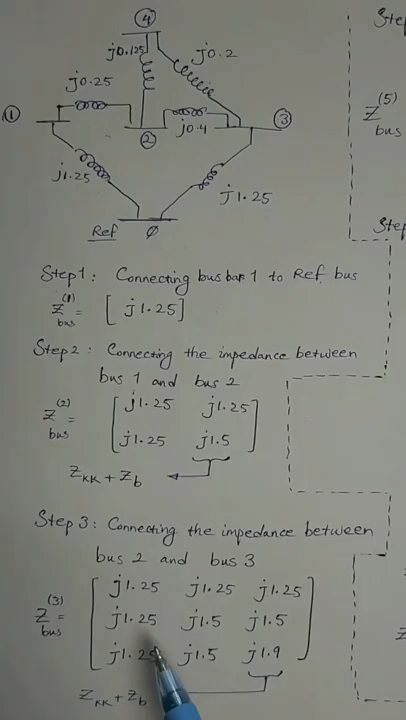 ④
j0.125
j0.2
j0.25
①
②
j0.4
③
j1.25
j1.25
Ref
0
Step1: Connecting busbar 1 to Ref bus
Z bus (1) = [ j1.25 ]
Step2: Connecting the impedance between
bus 1 and bus 2
Z bus (2) =
j1.25 j1.25
j1.25 j1.5
ZKK + Zb
Step 3: Connecting the impedance between
bus 2 and bus 3
Z bus (3) =
j1.25 j1.25 j1.25
j1.25 j1.5 j1.5
j1.25 j1.5 j1.9
ZKK + Zb
Ste
Z bus (5)
Step